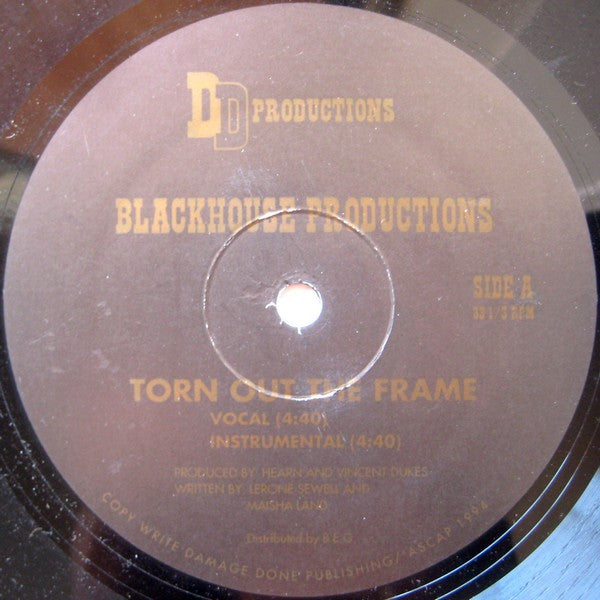 DD PRODUCTIONS
BLACKHOUSE PRODUCTIONS
SIDE A
33 1/3 RPM
TORN OUT THE FRAME
VOCAL (4:40)
INSTRUMENTAL (4:40)
PRODUCED BY: HEARN AND VINCENT DUKES
WRITTEN BY: LERONE SEWELL AND
MAISHA LAND
Distributed by B.E.G.
COPY WRITE DAMAGE DONE PUBLISHING/ASCAP 1994